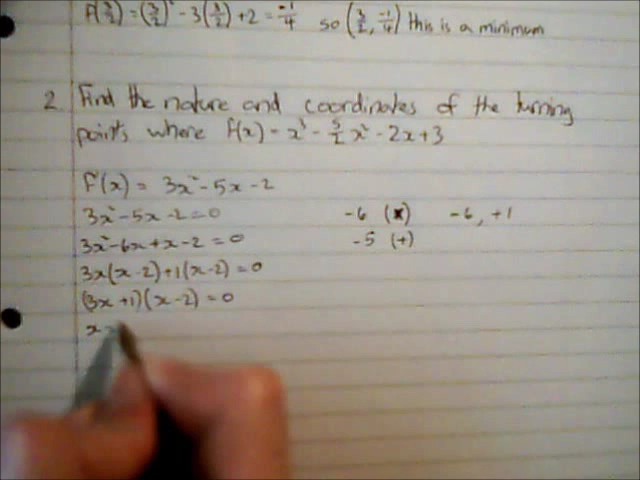 f(3/2) = (3/2)² - 3(3/2) + 2 = -1/4 so (3/2, -1/4) this is a minimum
2 Find the nature and coordinates of the turning
points where f(x) = x³ - 5/2 x² - 2x + 3
f'(x) = 3x² - 5x - 2
3x² - 5x - 2 = 0 -6 (×) -6, +1
3x² - 6x + x - 2 = 0 -5 (+)
3x(x - 2) + 1(x - 2) = 0
(3x + 1)(x - 2) = 0
x